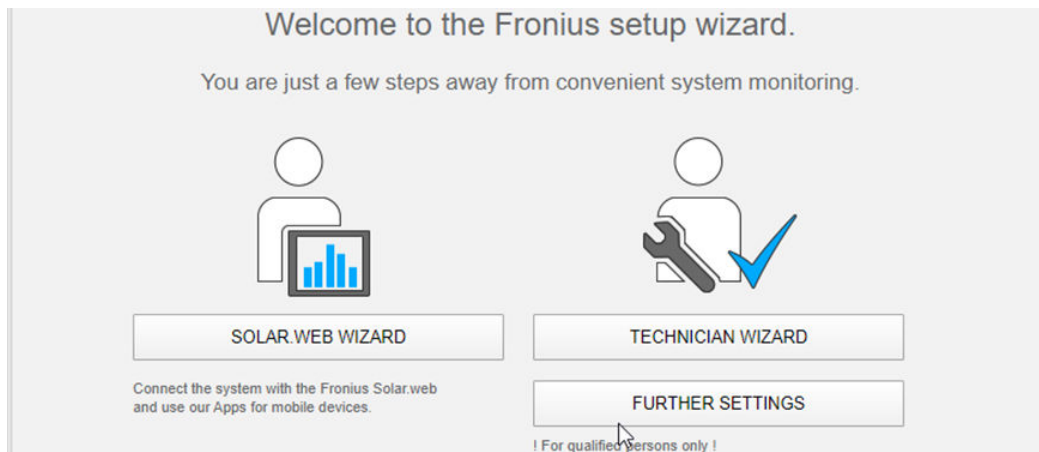 Welcome to the Fronius setup wizard.
You are just a few steps away from convenient system monitoring.
SOLAR.WEB WIZARD
Connect the system with the Fronius Solar.web
and use our Apps for mobile devices.
TECHNICIAN WIZARD
FURTHER SETTINGS
! For qualified persons only !